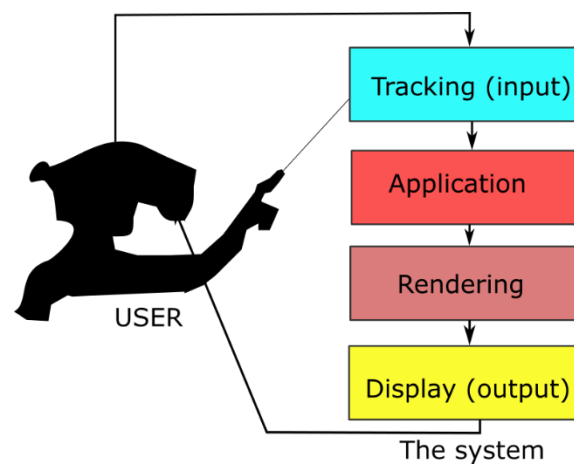 Tracking (input)
Application
Rendering
USER
Display (output)
The system